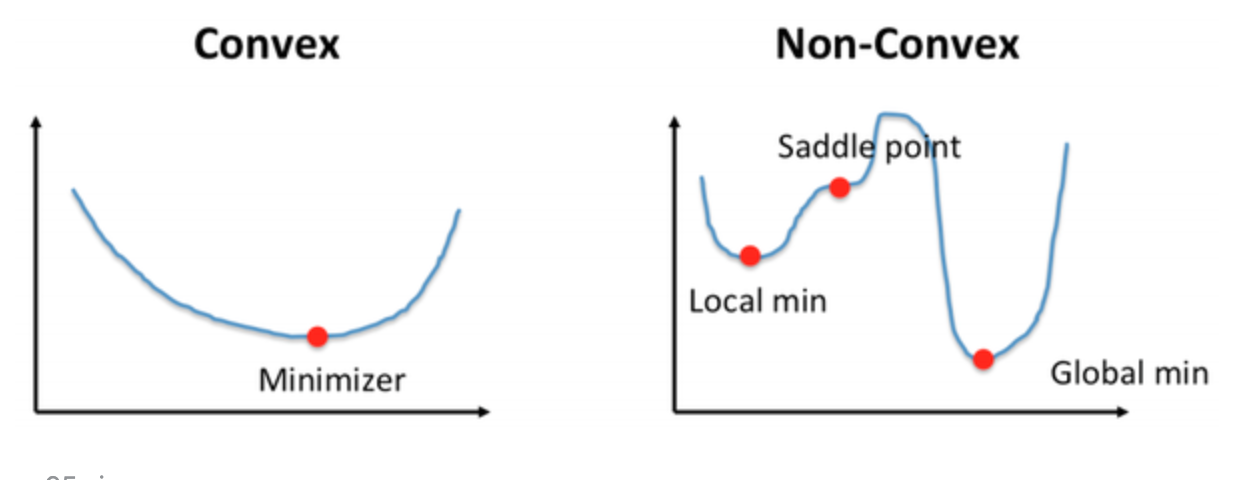 Convex
Non-Convex
Saddle point
Local min
Minimizer
Global min